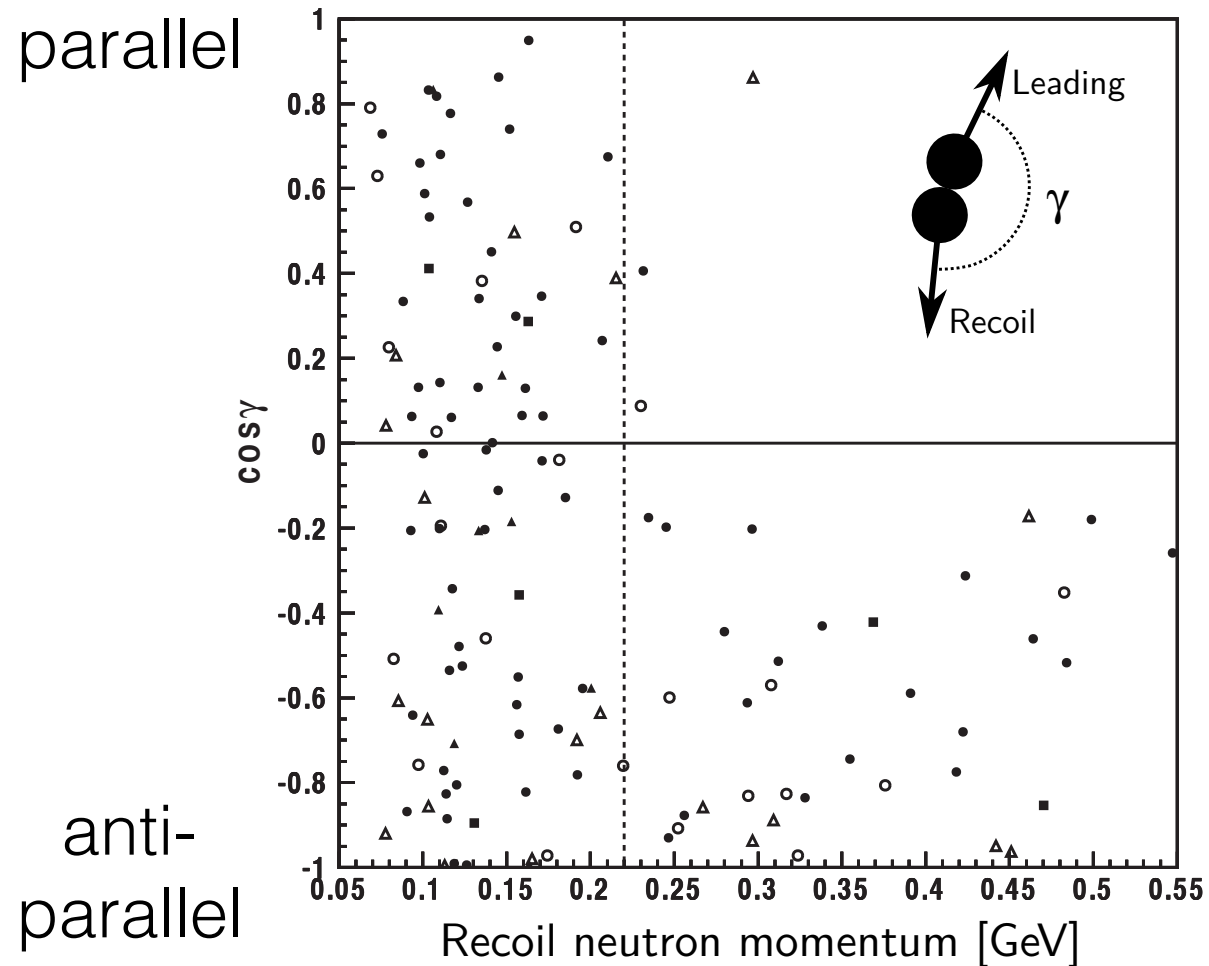 parallel
anti-
parallel
cosγ
1
0.8
0.6
0.4
0.2
0
-0.2
-0.4
-0.6
-0.8
-1
0.05 0.1 0.15 0.2 0.25 0.3 0.35 0.4 0.45 0.5 0.55
Recoil neutron momentum [GeV]
Leading
γ
Recoil